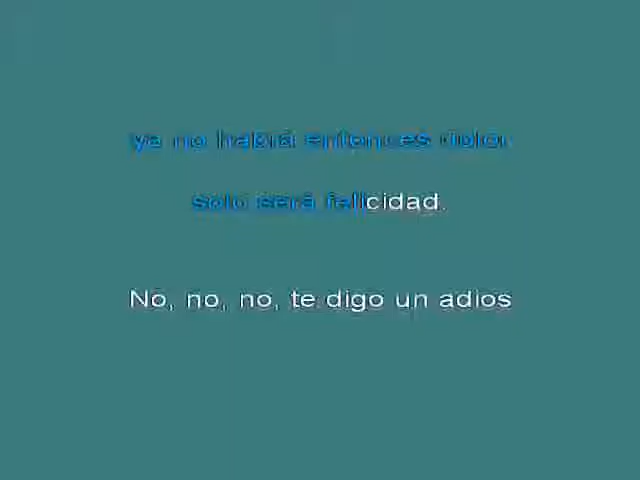 ya no habrá entonces dolor
solo será felicidad.
No, no, no, te digo un adios